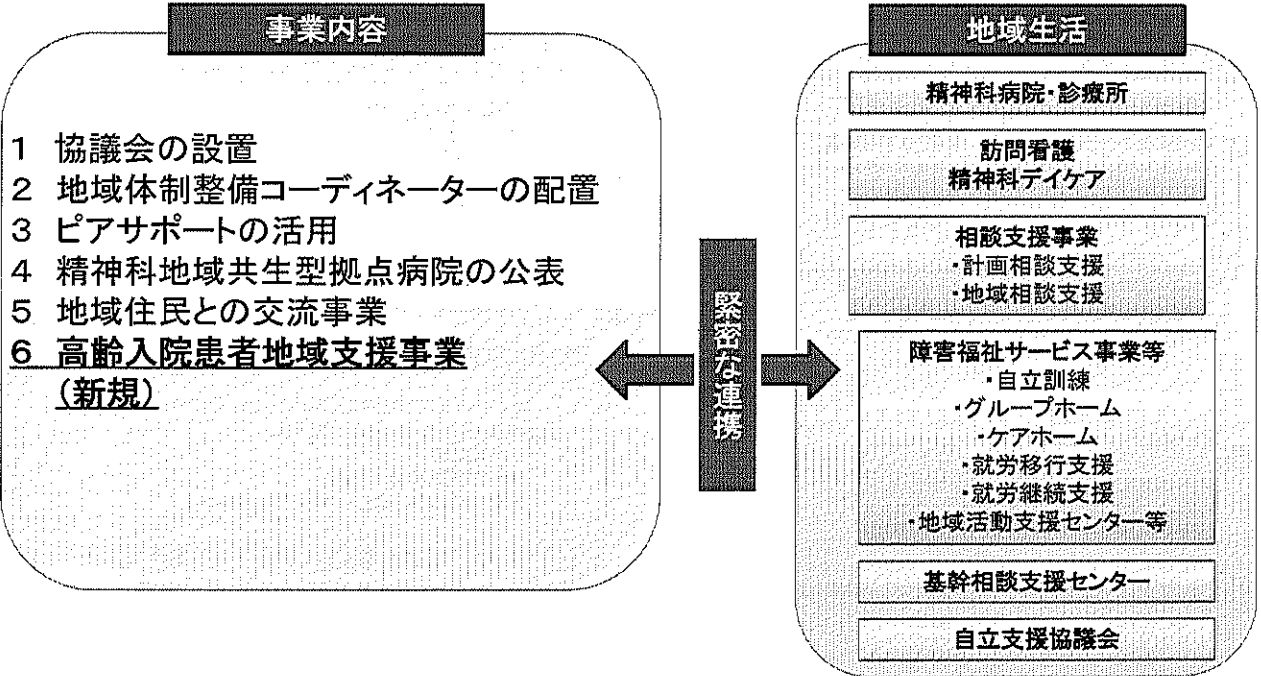 事業内容
1 協議会の設置
2 地域体制整備コーディネーターの配置
3 ピアサポートの活用
4 精神科地域共生型拠点病院の公表
5 地域住民との交流事業
6 高齢入院患者地域支援事業
(新規)
緊密な連携
地域生活
精神科病院・診療所
訪問看護
精神科デイケア
相談支援事業
・計画相談支援
・地域相談支援
障害福祉サービス事業等
・自立訓練
・グループホーム
・ケアホーム
・就労移行支援
・就労継続支援
・地域活動支援センター等
基幹相談支援センター
自立支援協議会